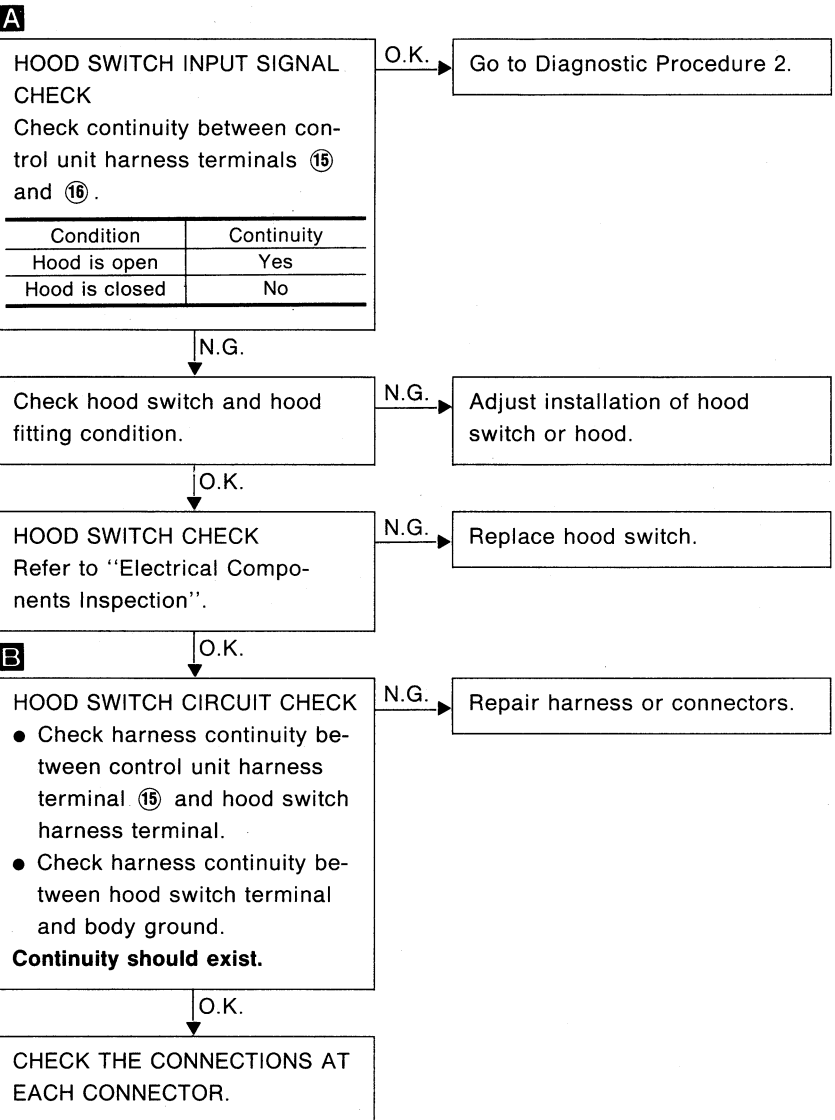 A
HOOD SWITCH INPUT SIGNAL
CHECK
Check continuity between con-
trol unit harness terminals ⑮
and ⑯ .
Condition Continuity
Hood is open Yes
Hood is closed No
O.K.
Go to Diagnostic Procedure 2.
N.G.
Check hood switch and hood
fitting condition.
N.G.
Adjust installation of hood
switch or hood.
O.K.
HOOD SWITCH CHECK
Refer to ''Electrical Compo-
nents Inspection''.
N.G.
Replace hood switch.
O.K.
B
HOOD SWITCH CIRCUIT CHECK
● Check harness continuity be-
tween control unit harness
terminal ⑮ and hood switch
harness terminal.
● Check harness continuity be-
tween hood switch terminal
and body ground.
Continuity should exist.
N.G.
Repair harness or connectors.
O.K.
CHECK THE CONNECTIONS AT
EACH CONNECTOR.